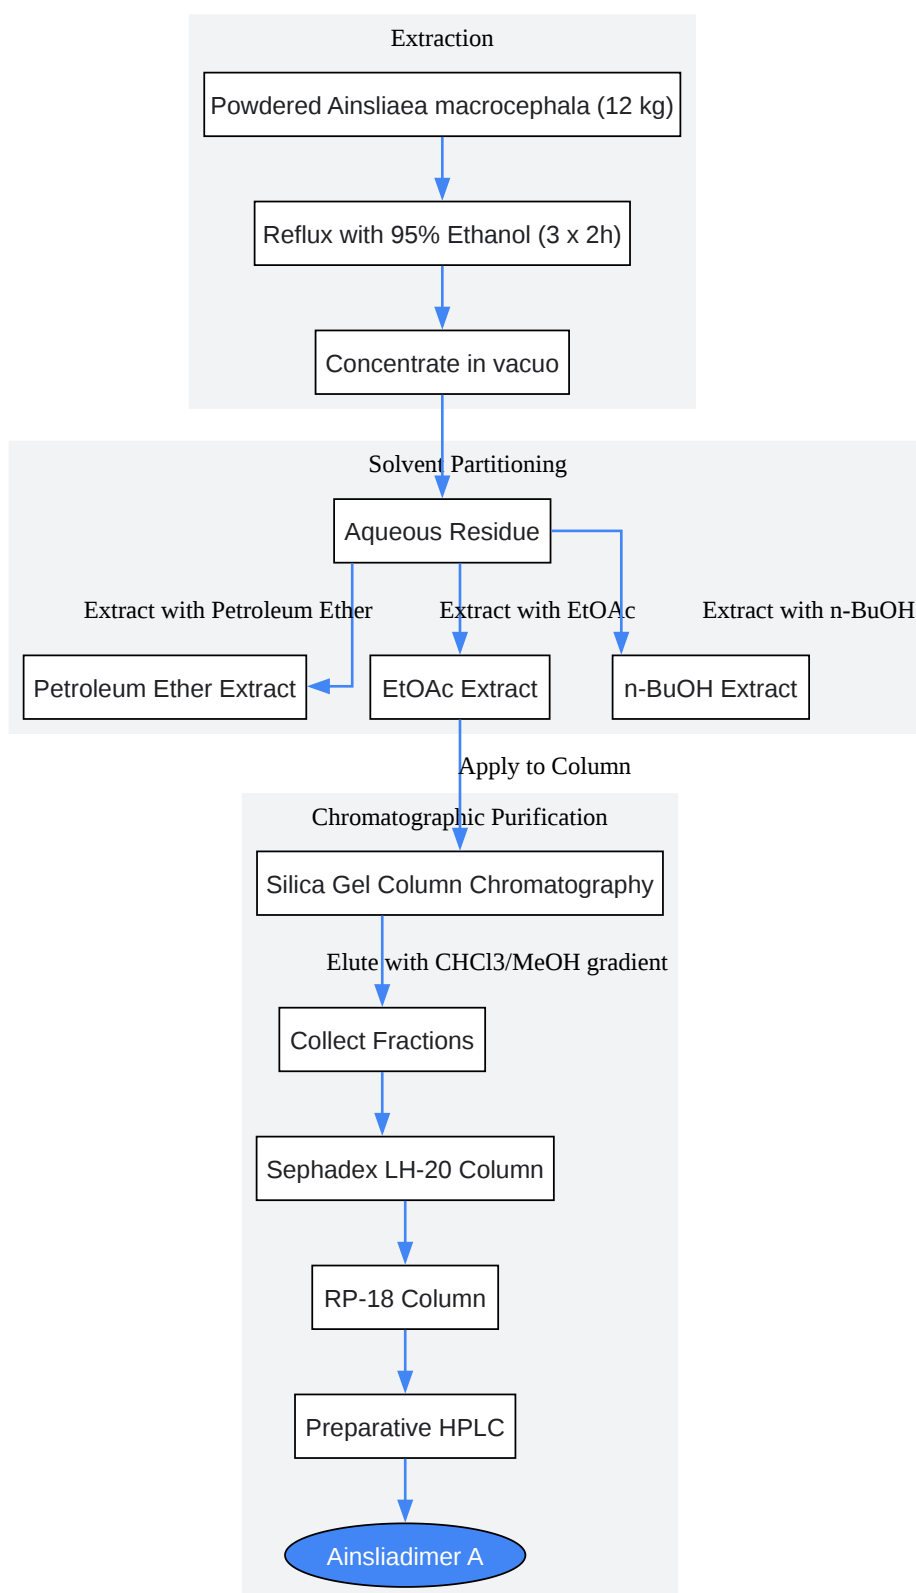 Extraction
Powdered Ainsliaea macrocephala (12 kg)
Reflux with 95% Ethanol (3 x 2h)
Concentrate in vacuo
Solvent Partitioning
Aqueous Residue
Extract with Petroleum Ether
Extract with EtOAc
Extract with n-BuOH
Petroleum Ether Extract
EtOAc Extract
n-BuOH Extract
Apply to Column
Chromatographic Purification
Silica Gel Column Chromatography
Elute with CHCl3/MeOH gradient
Collect Fractions
Sephadex LH-20 Column
RP-18 Column
Preparative HPLC
Ainsliadimer A